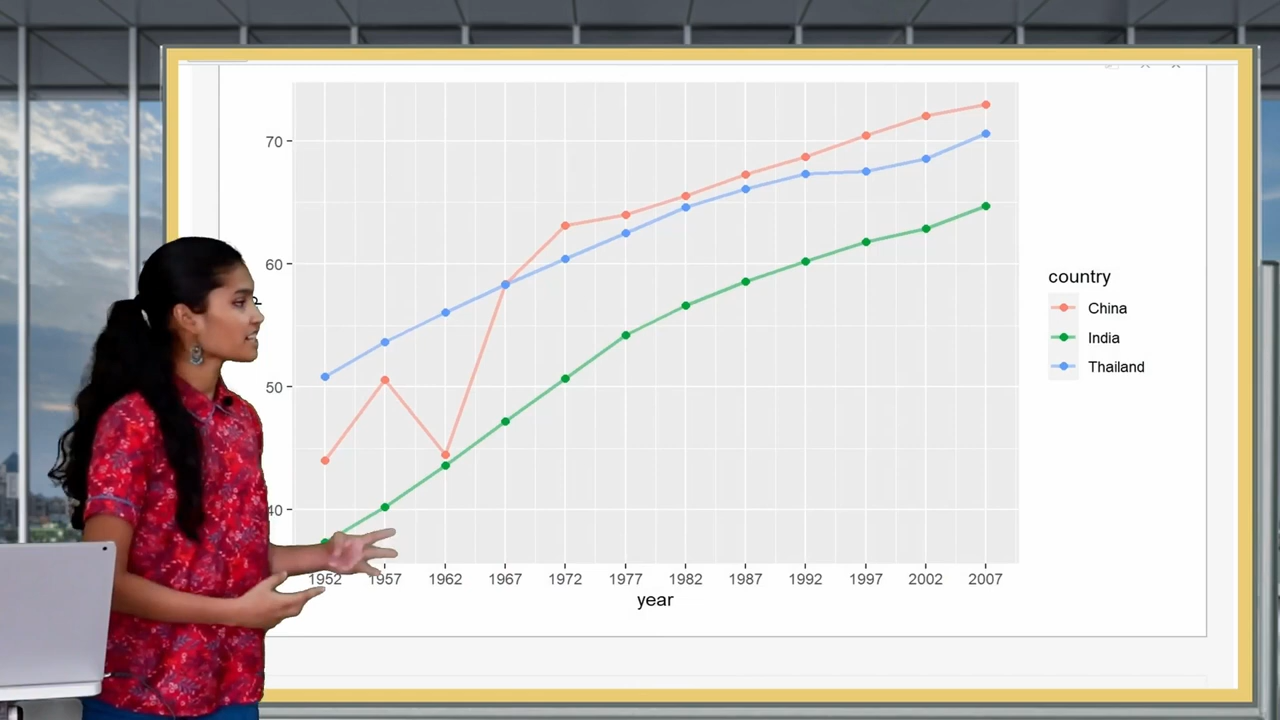 70
60
50
40
1952 1957 1962 1967 1972 1977 1982 1987 1992 1997 2002 2007
year
country
China
India
Thailand